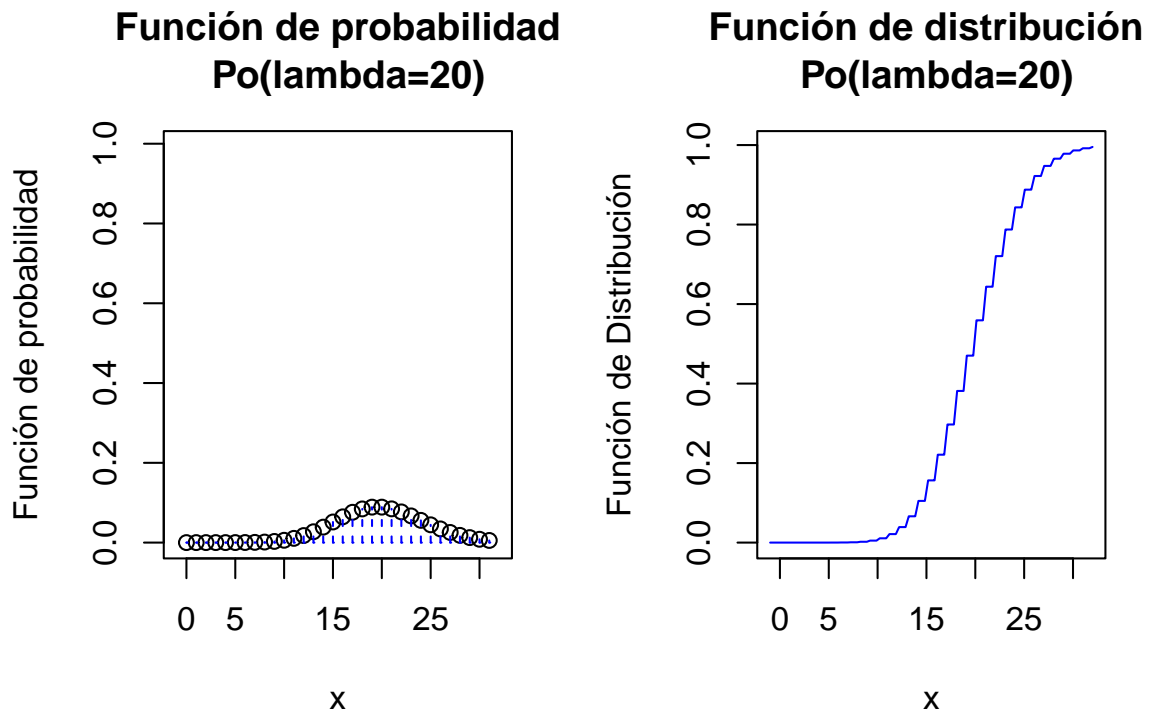 Función de probabilidad
Po(lambda=20)
Función de probabilidad
1.0
0.8
0.6
0.4
0.2
0.0
0 5 15 25
x
Función de distribución
Po(lambda=20)
Función de Distribución
1.0
0.8
0.6
0.4
0.2
0.0
0 5 15 25
x